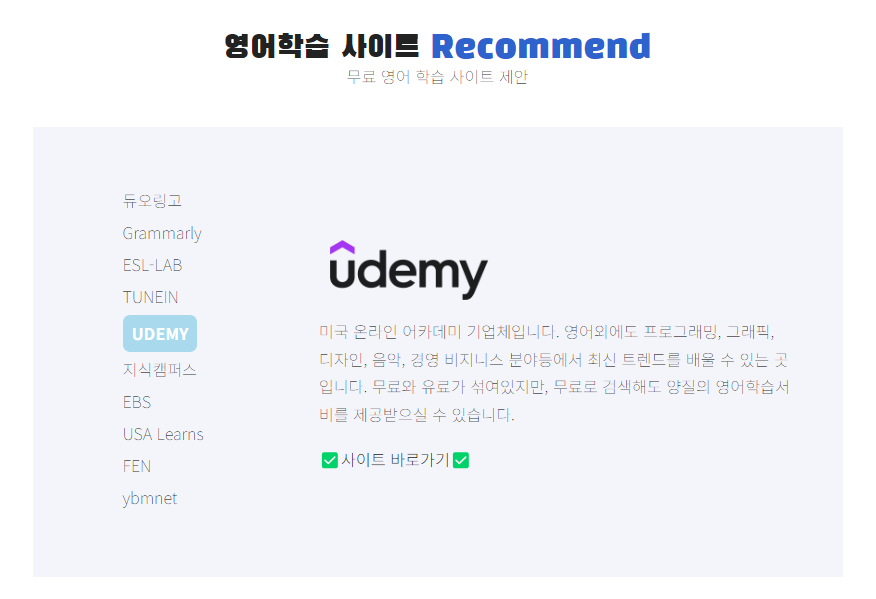 영어학습 사이트 Recommend
무료 영어 학습 사이트 제안
듀오링고
Grammarly
ESL-LAB
TUNEIN
UDEMY
지식캠퍼스
EBS
USA Learns
FEN
ybmnet
udemy
미국 온라인 어카데미 기업체입니다. 영어외에도 프로그래밍, 그래픽,
디자인, 음악, 경영 비지니스 분야등에서 최신 트렌드를 배울 수 있는 곳
입니다. 무료와 유료가 섞여있지만, 무료로 검색해도 양질의 영어학습서
비를 제공받으실 수 있습니다.
✅사이트 바로가기✅